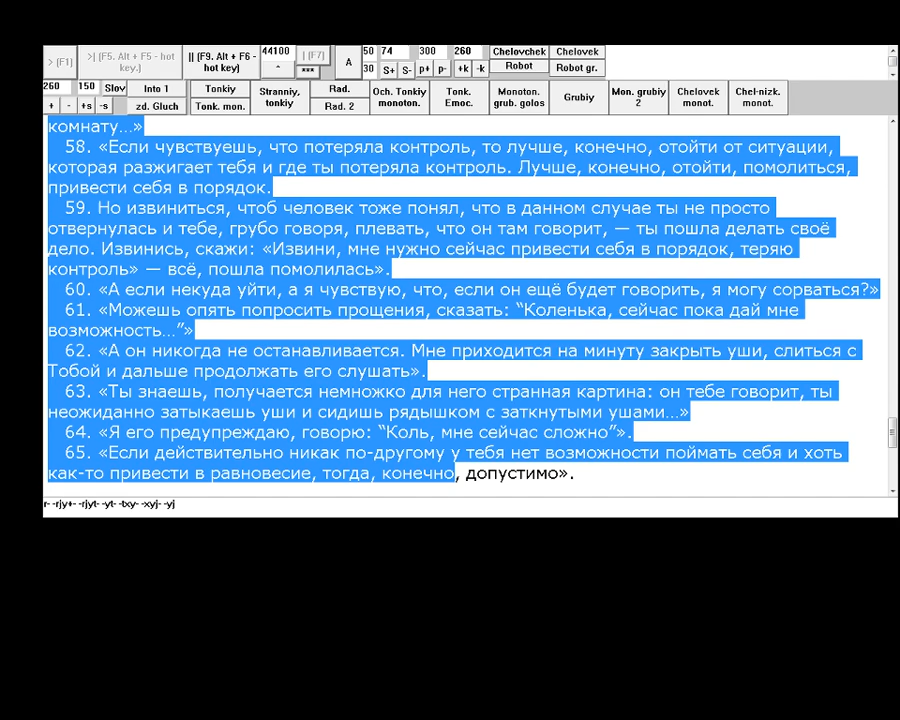 > (F1)
>| (F5. Alt + F5 - hot key.)
|| (F9. Alt + F6 - hot key)
44100
^
| (F7)
***
A
50
30
74
S+ S-
300
p+ p-
260
+k -k
Chelovchek
Robot
Chelovek
Robot gr.
260
+ -
150
+s -s
Slov
Into 1
zd. Gluch
Tonkiy
Tonk. mon.
Stranniy, tonkiy
Rad.
Rad. 2
Och. Tonkiy monoton.
Tonk. Emoc.
Monoton. grub. golos
Grubiy
Mon. grubiy 2
Chelovek monot.
Chel-nizk. monot.
комнату...»
58. «Если чувствуешь, что потеряла контроль, то лучше, конечно, отойти от ситуации,
которая разжигает тебя и где ты потеряла контроль. Лучше, конечно, отойти, помолиться,
привести себя в порядок.
59. Но извиниться, чтоб человек тоже понял, что в данном случае ты не просто
отвернулась и тебе, грубо говоря, плевать, что он там говорит, — ты пошла делать своё
дело. Извинись, скажи: «Извини, мне нужно сейчас привести себя в порядок, теряю
контроль» — всё, пошла помолилась».
60. «А если некуда уйти, а я чувствую, что, если он ещё будет говорить, я могу сорваться?»
61. «Можешь опять попросить прощения, сказать: “Коленька, сейчас пока дай мне
возможность...”»
62. «А он никогда не останавливается. Мне приходится на минуту закрыть уши, слиться с
Тобой и дальше продолжать его слушать».
63. «Ты знаешь, получается немножко для него странная картина: он тебе говорит, ты
неожиданно затыкаешь уши и сидишь рядышком с заткнутыми ушами...»
64. «Я его предупреждаю, говорю: “Коль, мне сейчас сложно”».
65. «Если действительно никак по-другому у тебя нет возможности поймать себя и хоть
как-то привести в равновесие, тогда, конечно, допустимо».
r- -rjy+- -rjyt- -yt- -txy- -xyj- -yj